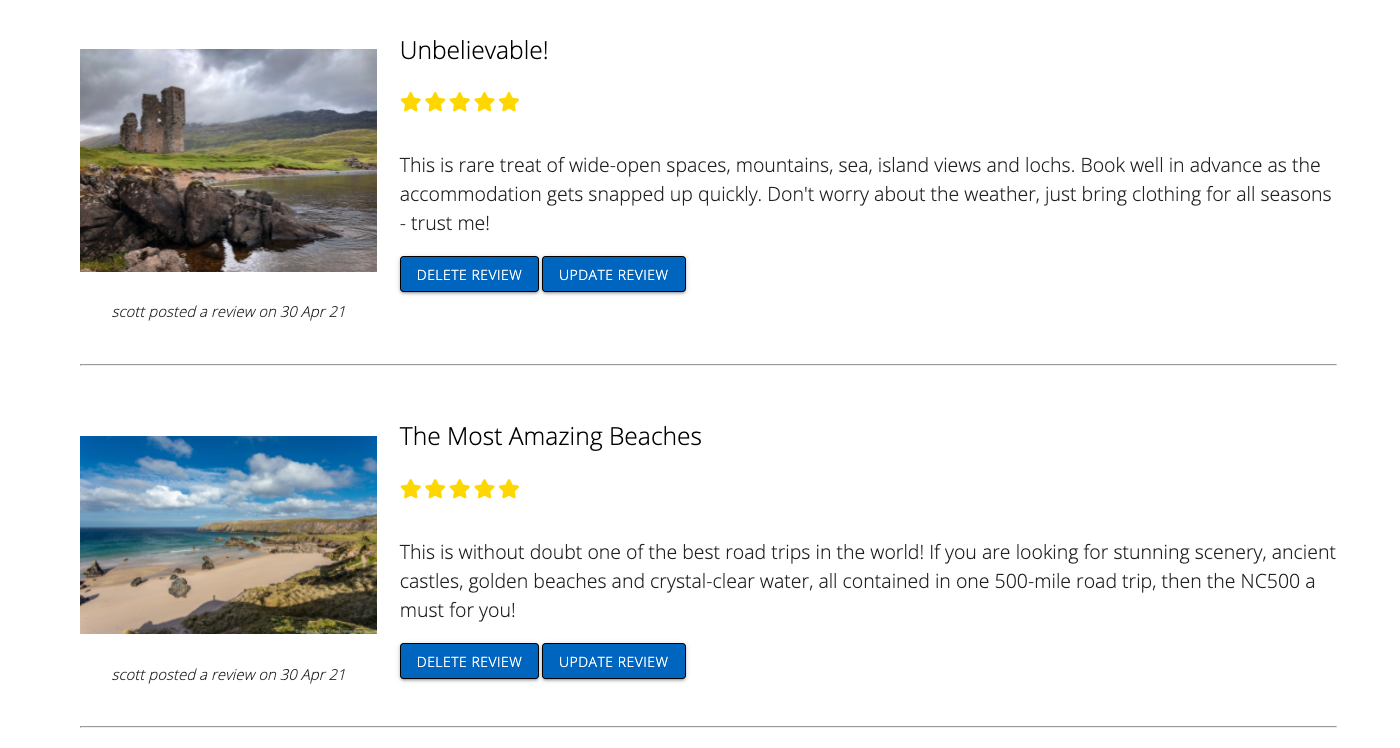 Unbelievable!
This is rare treat of wide-open spaces, mountains, sea, island views and lochs. Book well in advance as the
accommodation gets snapped up quickly. Don't worry about the weather, just bring clothing for all seasons
- trust me!
DELETE REVIEW UPDATE REVIEW
scott posted a review on 30 Apr 21
The Most Amazing Beaches
This is without doubt one of the best road trips in the world! If you are looking for stunning scenery, ancient
castles, golden beaches and crystal-clear water, all contained in one 500-mile road trip, then the NC500 a
must for you!
DELETE REVIEW UPDATE REVIEW
scott posted a review on 30 Apr 21